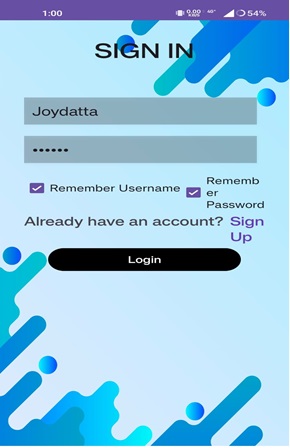 1:00 0.00 KB/S 4G 54%
SIGN IN
Joydatta
••••••
Remember Username
Rememb
er
Password
Already have an account? Sign
Up
Login